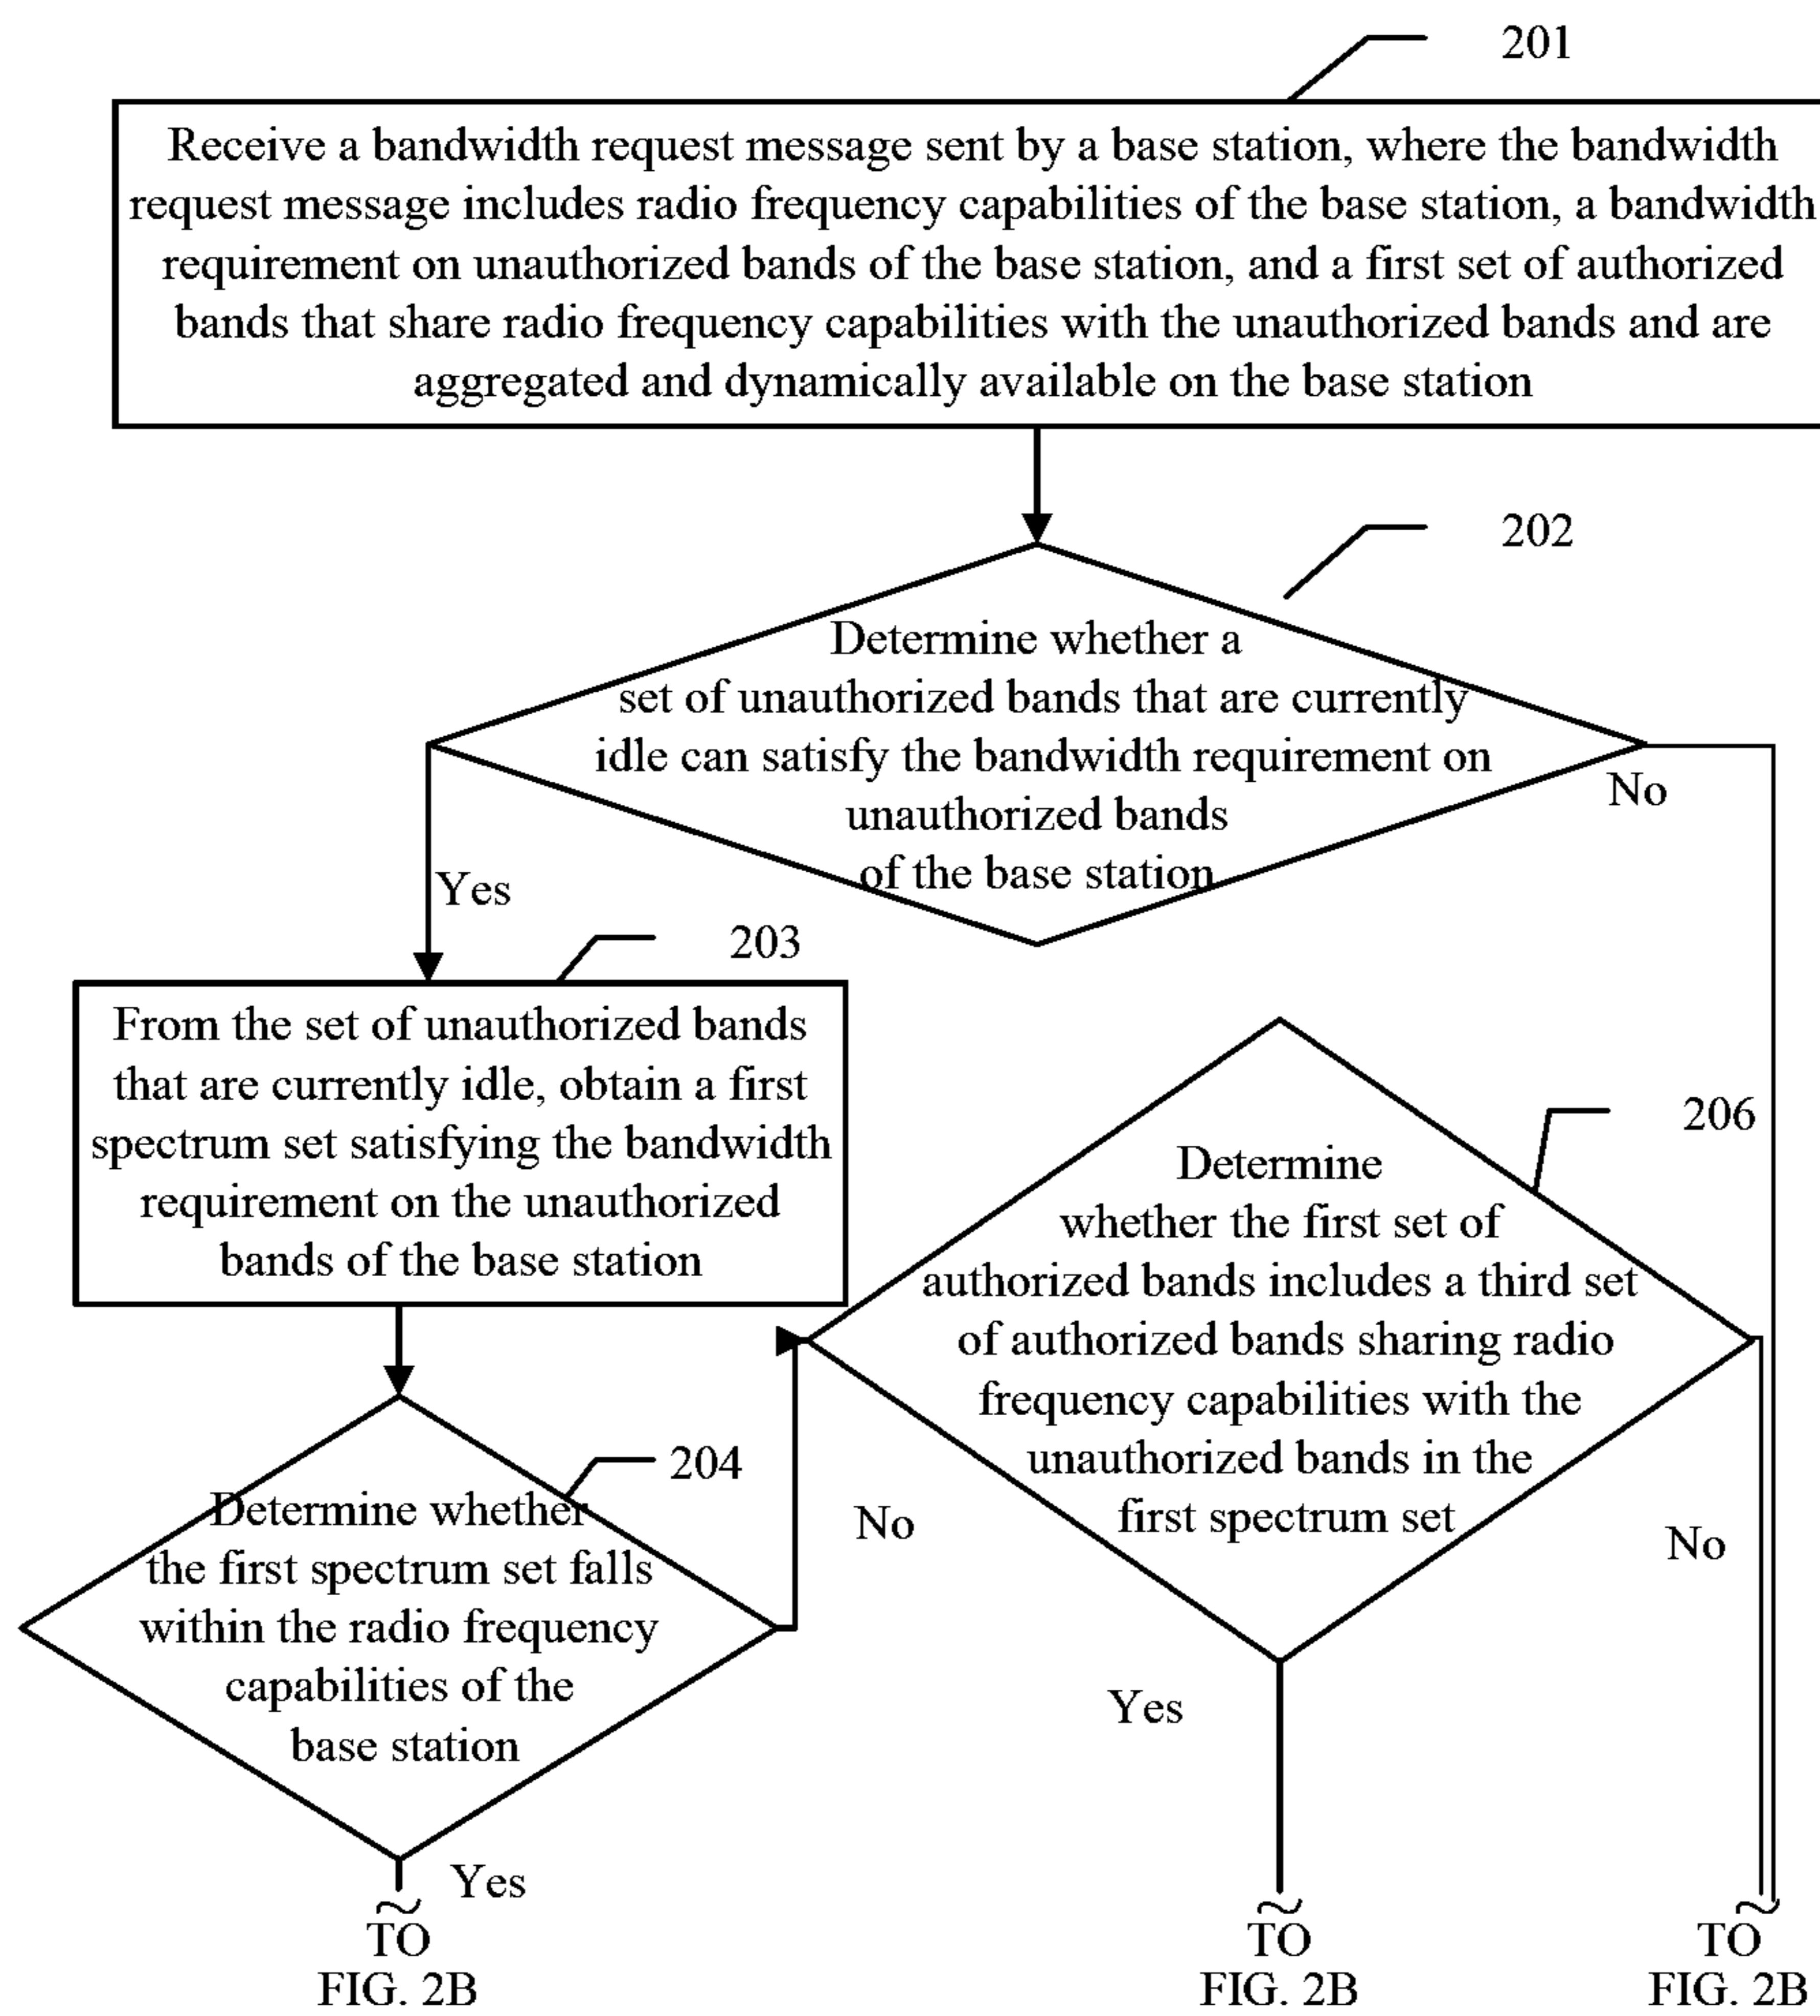 201
Receive a bandwidth request message sent by a base station, where the bandwidth
request message includes radio frequency capabilities of the base station, a bandwidth
requirement on unauthorized bands of the base station, and a first set of authorized
bands that share radio frequency capabilities with the unauthorized bands and are
aggregated and dynamically available on the base station
202
Determine whether a
set of unauthorized bands that are currently
idle can satisfy the bandwidth requirement on
unauthorized bands
of the base station
No
Yes
203
From the set of unauthorized bands
that are currently idle, obtain a first
spectrum set satisfying the bandwidth
requirement on the unauthorized
bands of the base station
206
Determine
whether the first set of
authorized bands includes a third set
of authorized bands sharing radio
frequency capabilities with the
unauthorized bands in the
first spectrum set
No
Yes
204
Determine whether
the first spectrum set falls
within the radio frequency
capabilities of the
base station
No
Yes
TO
FIG. 2B
TO
FIG. 2B
TO
FIG. 2B